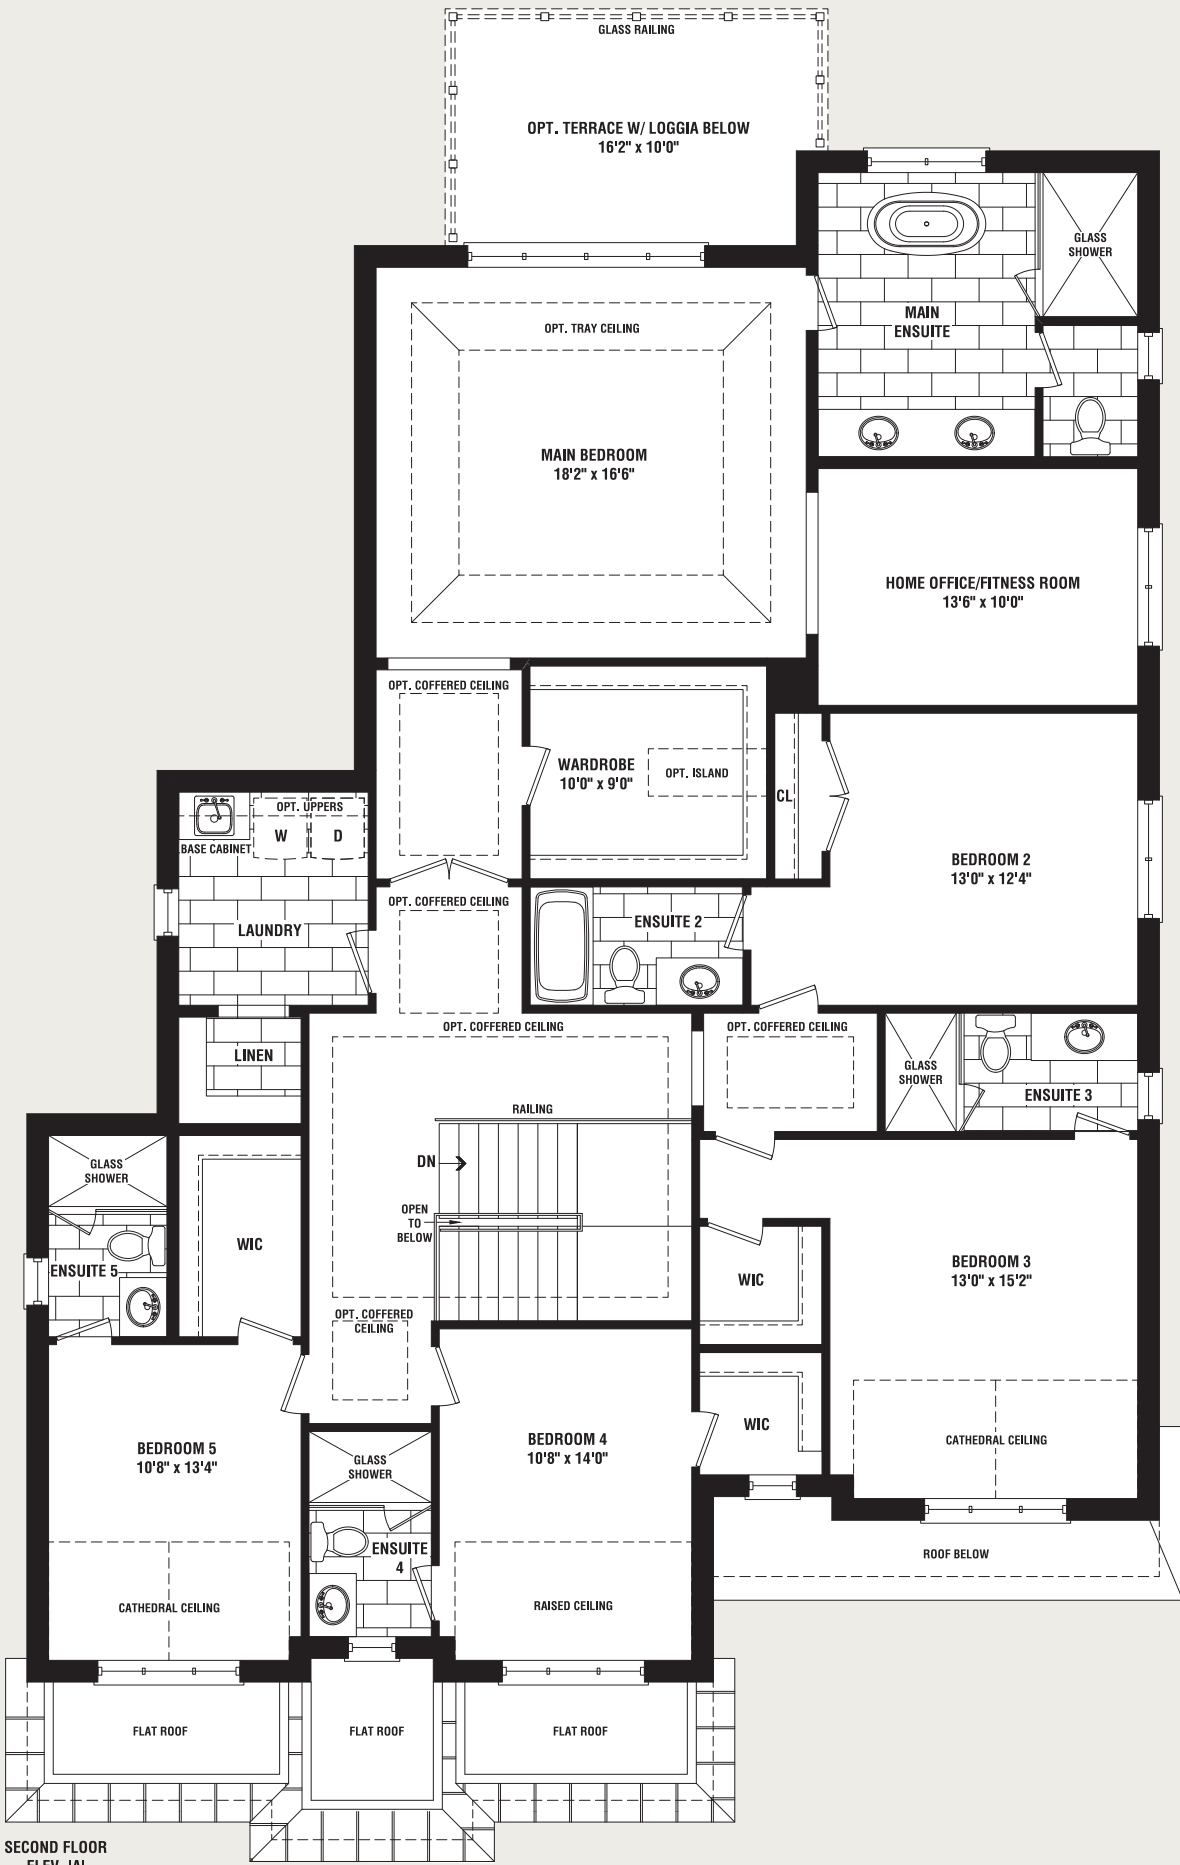 GLASS RAILING
OPT. TERRACE W/ LOGGIA BELOW
16'2" x 10'0"
GLASS
SHOWER
MAIN
ENSUITE
OPT. TRAY CEILING
MAIN BEDROOM
18'2" x 16'6"
HOME OFFICE/FITNESS ROOM
13'6" x 10'0"
OPT. COFFERED CEILING
WARDROBE
10'0" x 9'0"
OPT. ISLAND
CL
OPT. UPPERS
W
D
BASE CABINET
BEDROOM 2
13'0" x 12'4"
OPT. COFFERED CEILING
LAUNDRY
ENSUITE 2
OPT. COFFERED CEILING
OPT. COFFERED CEILING
LINEN
GLASS
SHOWER
ENSUITE 3
RAILING
DN
GLASS
SHOWER
OPEN
TO
BELOW
WIC
ENSUITE 5
WIC
BEDROOM 3
13'0" x 15'2"
OPT. COFFERED
CEILING
WIC
BEDROOM 5
10'8" x 13'4"
BEDROOM 4
10'8" x 14'0"
CATHEDRAL CEILING
GLASS
SHOWER
ENSUITE
4
ROOF BELOW
CATHEDRAL CEILING
RAISED CEILING
FLAT ROOF
FLAT ROOF
FLAT ROOF
SECOND FLOOR
ELEV. 'A'